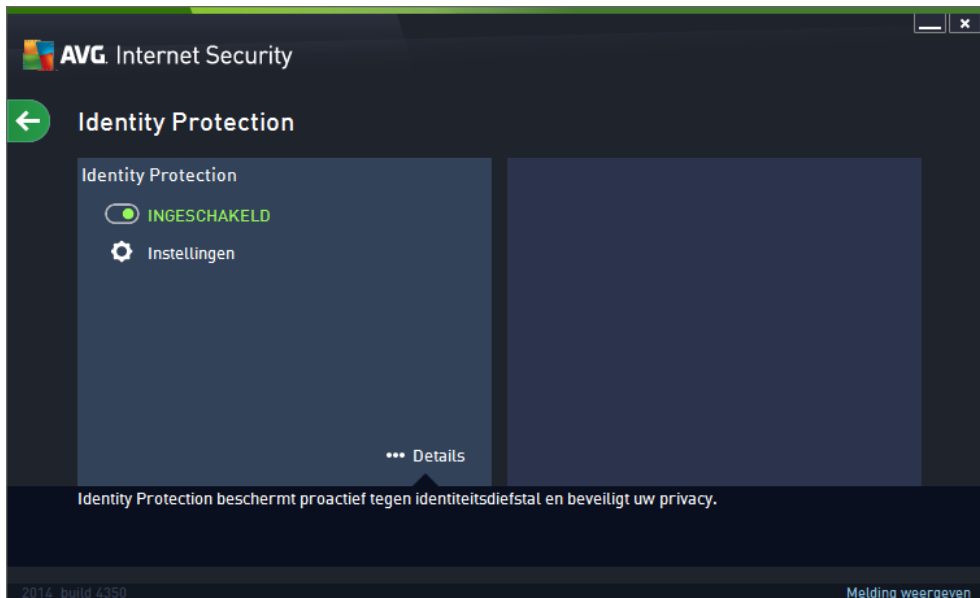 AVG. Internet Security
Identity Protection
Identity Protection
INGESCHAKELD
Instellingen
••• Details
Identity Protection beschermt proactief tegen identiteitsdiefstal en beveiligt uw privacy.
2014 build 4350
Melding weergeven